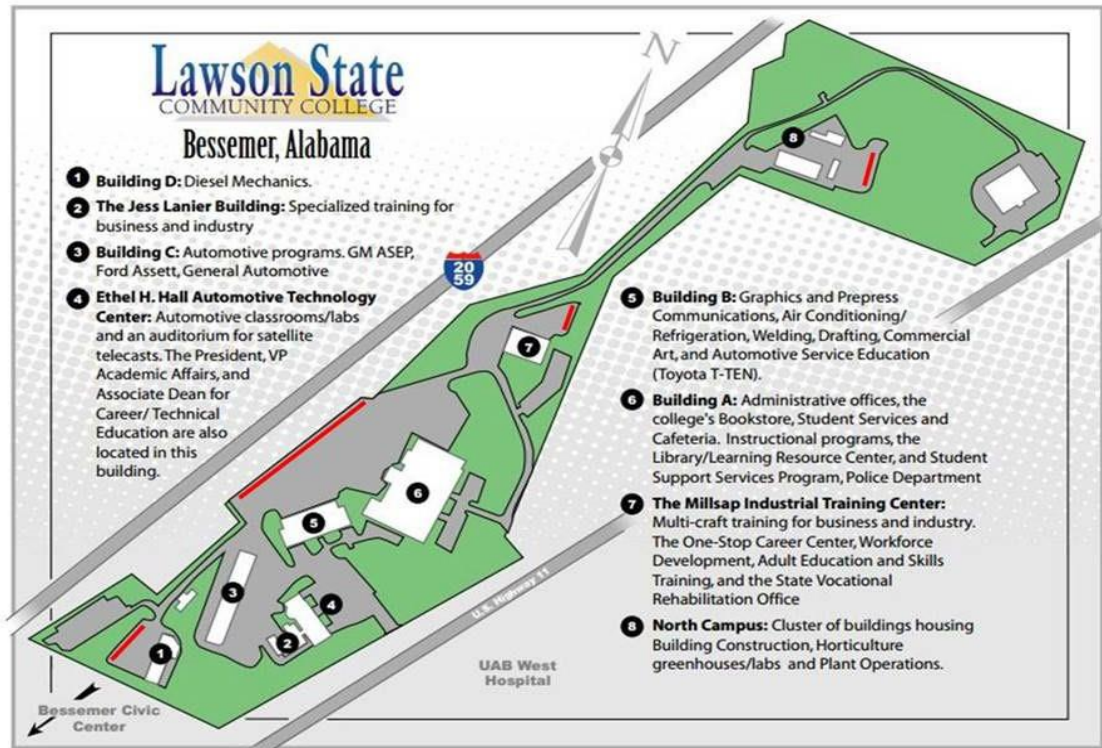 Lawson State
COMMUNITY COLLEGE
Bessemer, Alabama
1 Building D: Diesel Mechanics.
2 The Jess Lanier Building: Specialized training for
business and industry
3 Building C: Automotive programs. GM ASEP,
Ford Assett, General Automotive
4 Ethel H. Hall Automotive Technology
Center: Automotive classrooms/labs
and an auditorium for satellite
telecasts. The President, VP
Academic Affairs, and
Associate Dean for
Career/ Technical
Education are also
located in this
building.
N
20
59
8
7
6
5
3
4
2
1
5 Building B: Graphics and Prepress
Communications, Air Conditioning/
Refrigeration, Welding, Drafting, Commercial
Art, and Automotive Service Education
(Toyota T-TEN).
6 Building A: Administrative offices, the
college's Bookstore, Student Services and
Cafeteria. Instructional programs, the
Library/Learning Resource Center, and Student
Support Services Program, Police Department
7 The Millsap Industrial Training Center:
Multi-craft training for business and industry.
The One-Stop Career Center, Workforce
Development, Adult Education and Skills
Training, and the State Vocational
Rehabilitation Office
8 North Campus: Cluster of buildings housing
Building Construction, Horticulture
greenhouses/labs and Plant Operations.
U.S. Highway 11
UAB West
Hospital
Bessemer Civic
Center